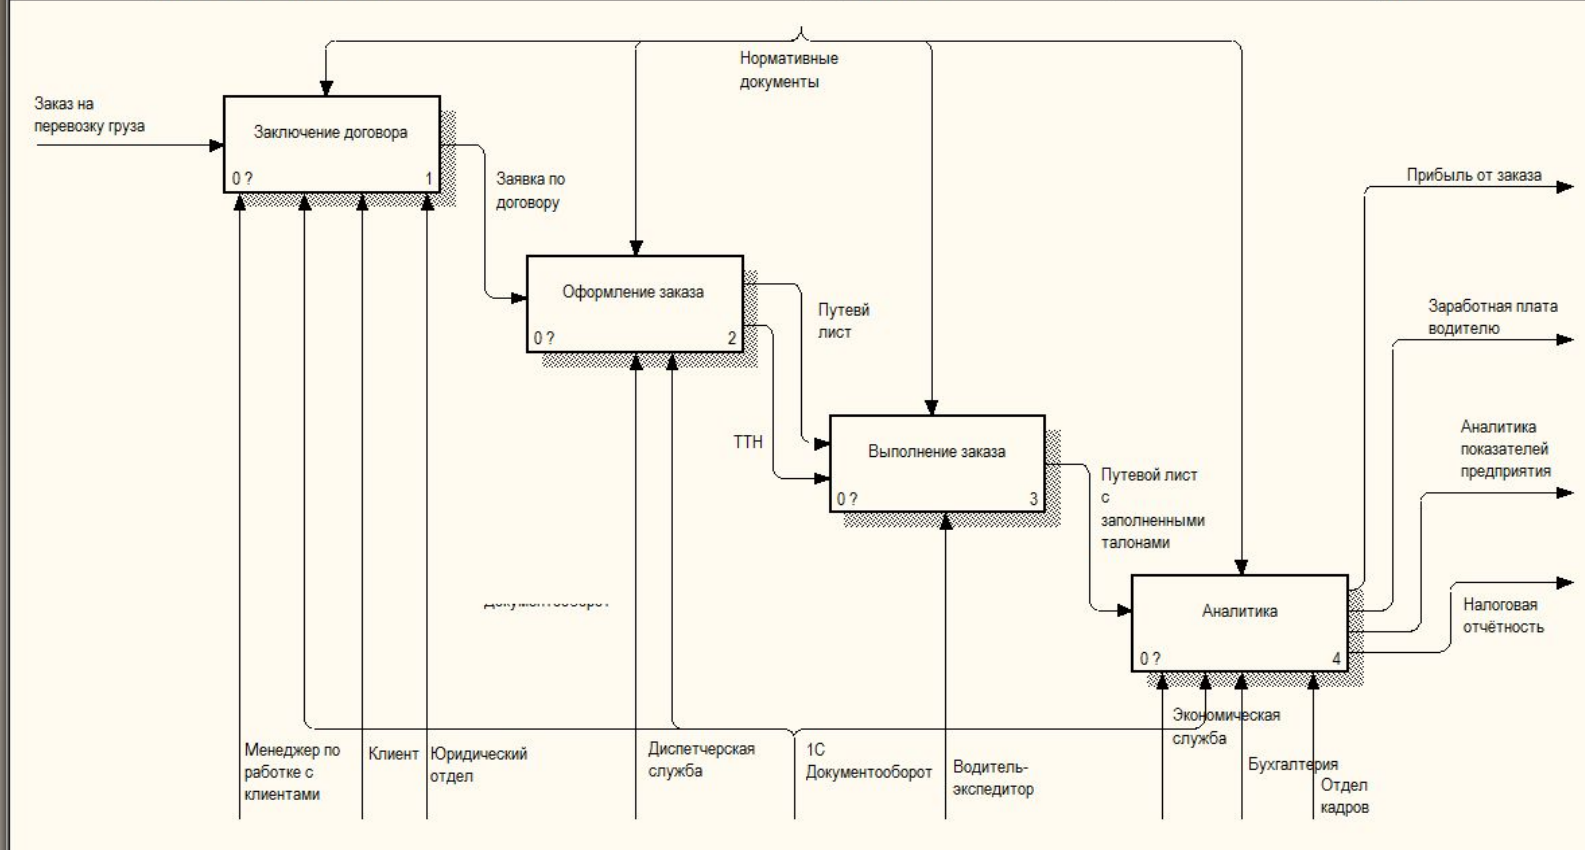 Нормативные
документы
Заказ на
перевозку груза
Заключение договора
0 ?
1
Заявка по
договору
Прибыль от заказа
Оформление заказа
0 ?
2
Путевй
лист
Заработная плата
водителю
ТТН
Выполнение заказа
0 ?
3
Путевой лист
с
заполненными
талонами
Аналитика
показателей
предприятия
Аналитика
0 ?
4
Налоговая
отчётность
Документооборот
Менеджер по
работе с
клиентами
Клиент
Юридический
отдел
Диспетчерская
служба
1С
Документооборот
Водитель-
экспедитор
Экономическая
служба
Бухгалтерия
Отдел
кадров